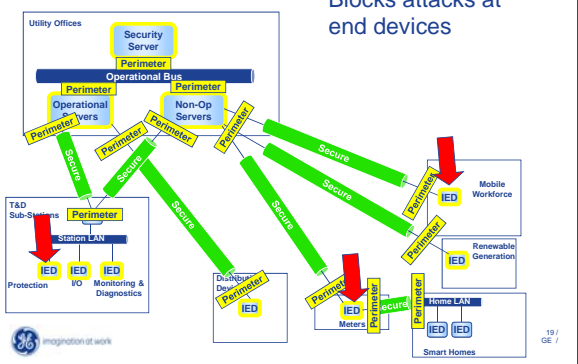 Blocks attacks at
end devices
Utility Offices
Security
Server
Perimeter
Operational Bus
Perimeter
Perimeter
Operational
Servers
Non-Op
Servers
Perimeter
Perimeter
Perimeter
Perimeter
Secure
Secure
Secure
Secure
Secure
Secure
T&D
Sub-Stations
Perimeter
Station LAN
IED
IED
IED
Protection
I/O
Monitoring &
Diagnostics
Perimeter
IED
Mobile
Workforce
Perimeter
IED
Renewable
Generation
Distribution
Devices
Perimeter
IED
Perimeter
IED
Meters
Perimeter
Secure
Perimeter
Home LAN
IED
IED
Smart Homes
imagination at work
19 /
GE /